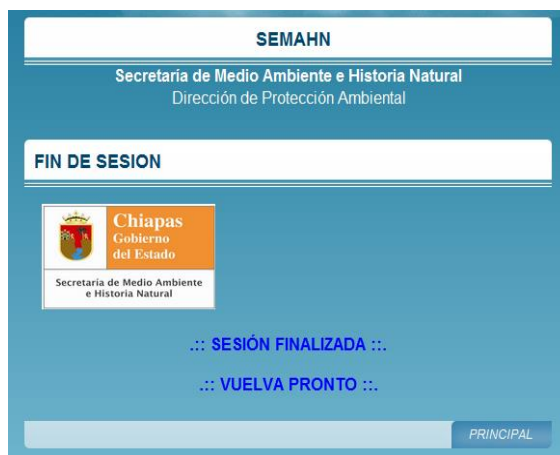 SEMAHN
Secretaría de Medio Ambiente e Historia Natural
Dirección de Protección Ambiental
FIN DE SESION
Chiapas
Gobierno
del Estado
Secretaría de Medio Ambiente
e Historia Natural
.:: SESIÓN FINALIZADA ::.
.:: VUELVA PRONTO ::.
PRINCIPAL